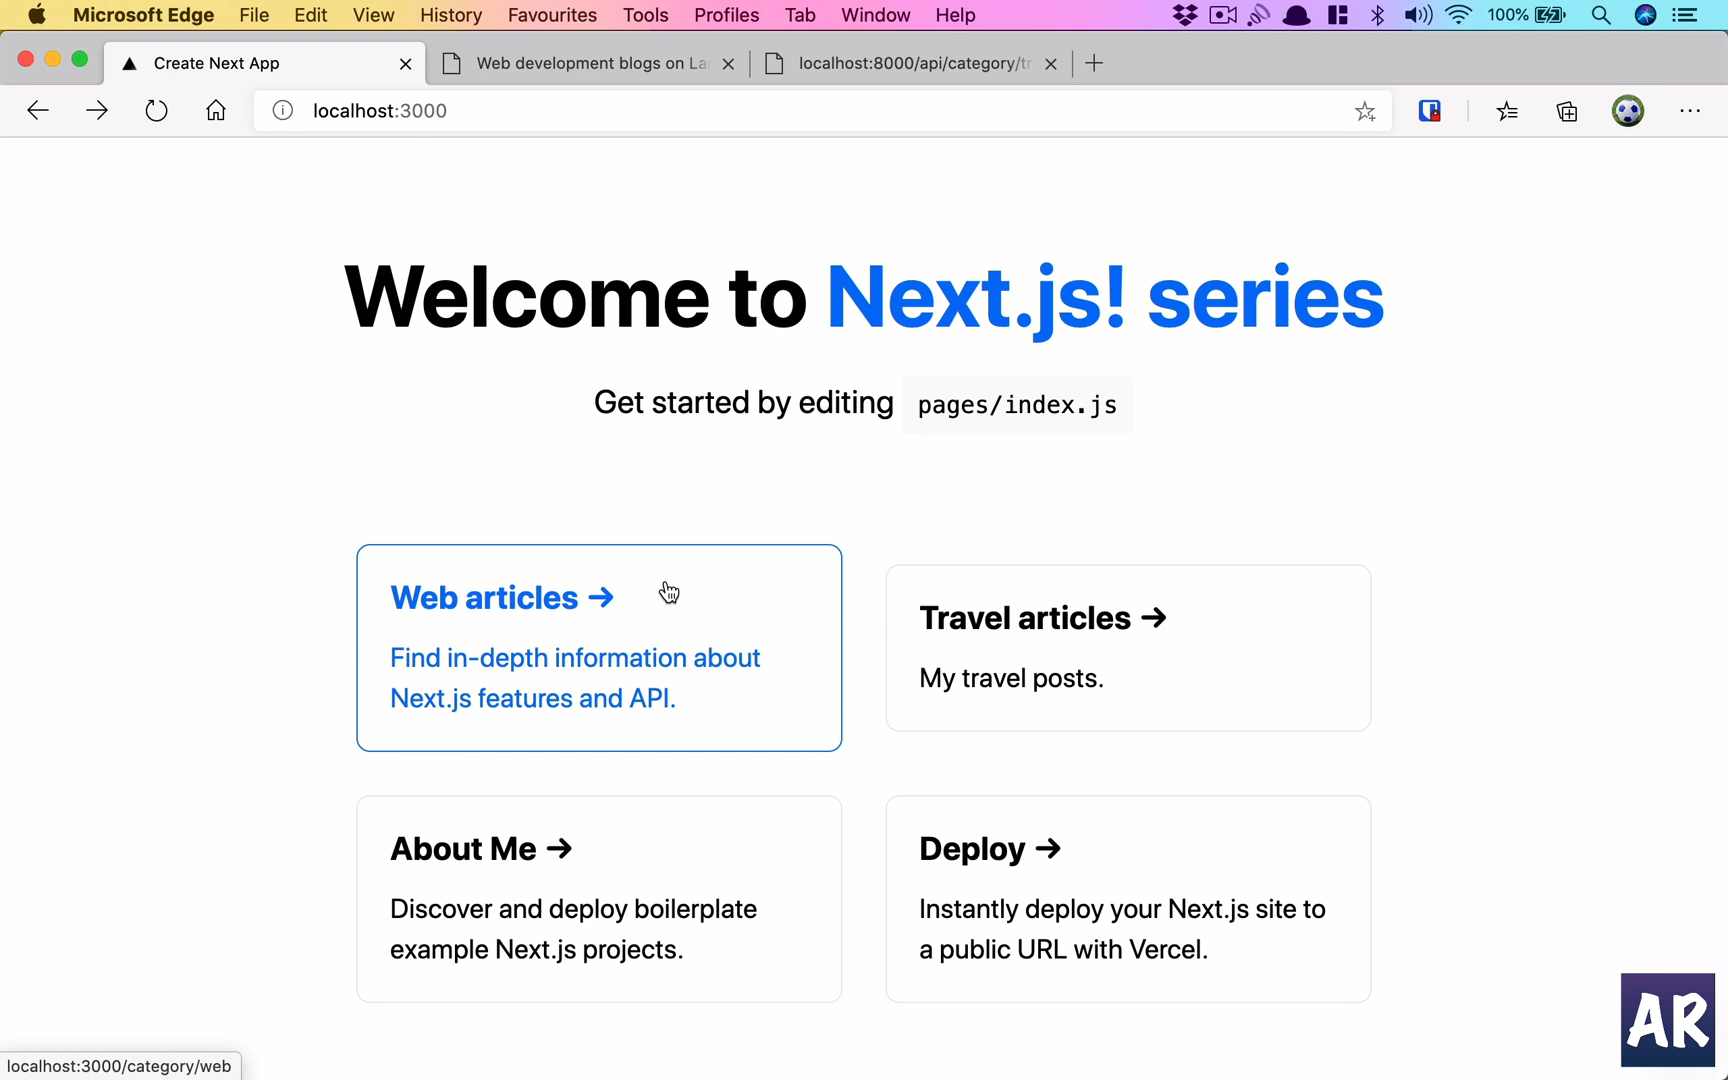 Microsoft Edge File Edit View History Favourites Tools Profiles Tab Window Help 100%
Create Next App
Web development blogs on La
localhost:8000/api/category/tr
localhost:3000
Welcome to Next.js! series
Get started by editing pages/index.js
Web articles →
Find in-depth information about
Next.js features and API.
Travel articles →
My travel posts.
About Me →
Discover and deploy boilerplate
example Next.js projects.
Deploy →
Instantly deploy your Next.js site to
a public URL with Vercel.
AR
localhost:3000/category/web